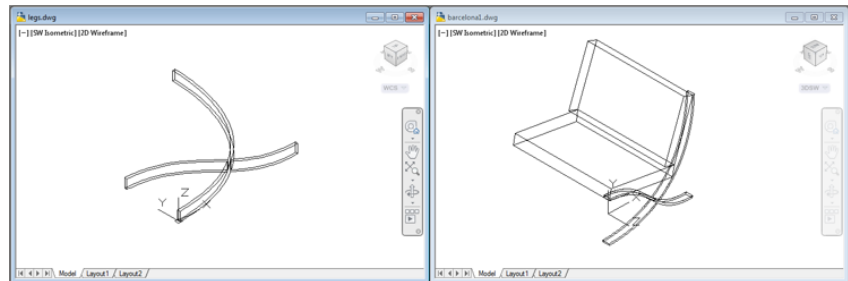 legs.dwg
[−] [SW Isometric] [2D Wireframe]
WCS
Z
Y
X
Model / Layout1 / Layout2 /
barcelona1.dwg
[−] [SW Isometric] [2D Wireframe]
Y
X
Z
Model / Layout1 / Layout2 /